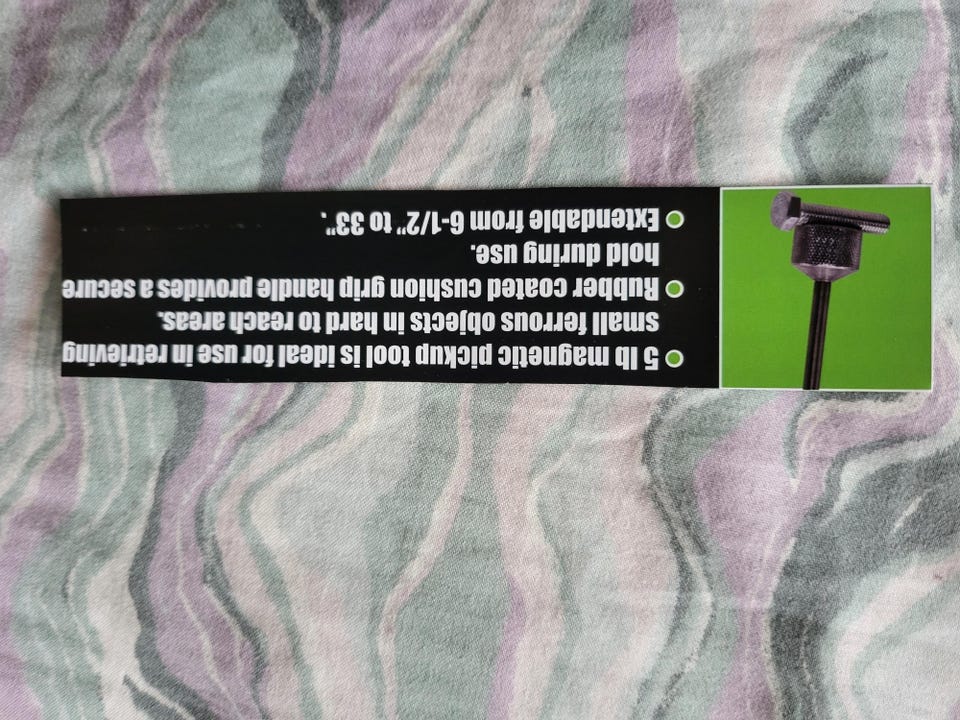 5 lb magnetic pickup tool is ideal for use in retrieving
small ferrous objects in hard to reach areas.
Rubber coated cushion grip handle provides a secure
hold during use.
Extendable from 6-1/2" to 33".